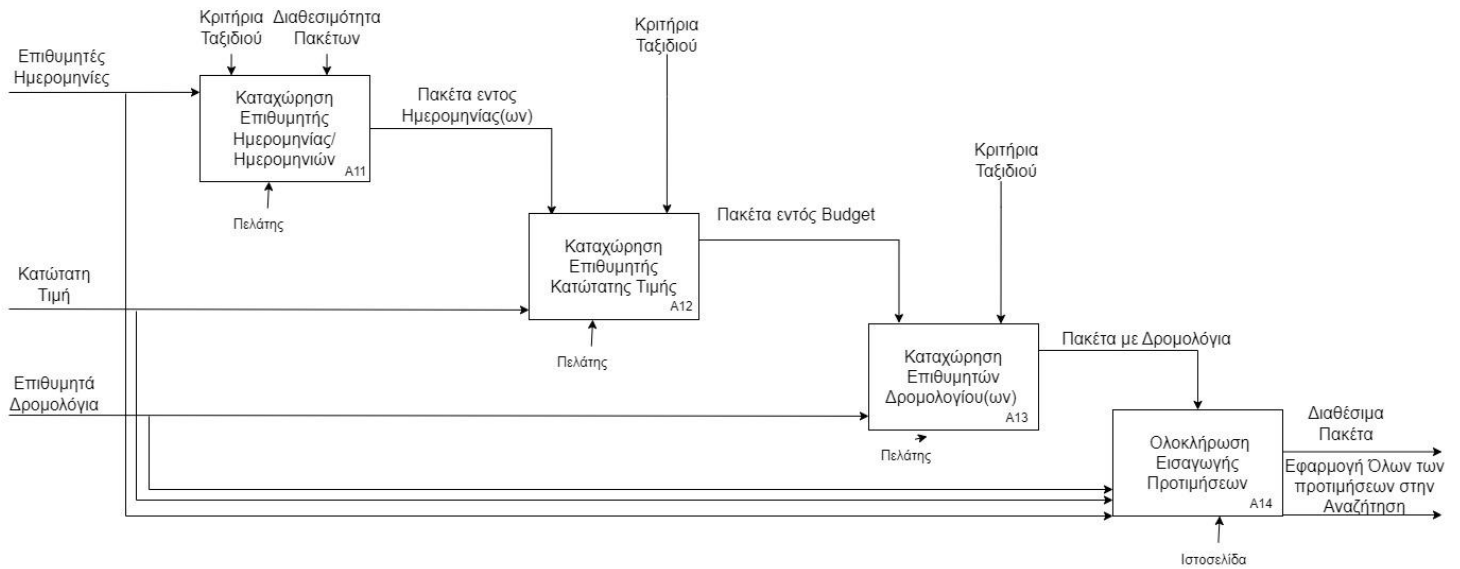 Κριτήρια
Ταξιδιού
Διαθεσιμότητα
Πακέτων
Κριτήρια
Ταξιδιού
Επιθυμητές
Ημερομηνίες
Καταχώρηση
Επιθυμητής
Ημερομηνίας/
Ημερομηνιών
A11
Πακέτα εντος
Ημερομηνίας(ων)
Κριτήρια
Ταξιδιού
Πελάτης
Πακέτα εντός Budget
Κατώτατη
Τιμή
Καταχώρηση
Επιθυμητής
Κατώτατης Τιμής
A12
Πελάτης
Πακέτα με Δρομολόγια
Επιθυμητά
Δρομολόγια
Καταχώρηση
Επιθυμητών
Δρομολογίου(ων)
A13
Πελάτης
Διαθέσιμα
Πακέτα
Ολοκλήρωση
Εισαγωγής
Προτιμήσεων
A14
Εφαρμογή Όλων των
προτιμήσεων στην
Αναζήτηση
Ιστοσελίδα